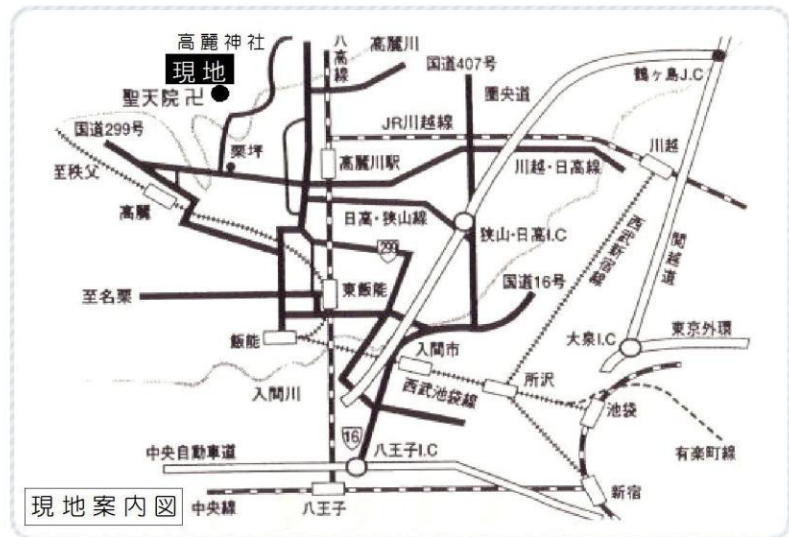 高麗神社
現地
聖天院 卍
八高線
高麗川
国道407号
圏央道
鶴ヶ島J.C
国道299号
JR川越線
川越
至秩父
栗坪
高麗川駅
川越・日高線
高麗
日高・狭山線
299
狭山・日高I.C
西武新宿線
関越道
国道16号
至名栗
東飯能
飯能
入間市
大泉I.C
東京外環
入間川
西武池袋線
所沢
池袋
有楽町線
16
中央自動車道
八王子I.C
新宿
現地案内図
中央線
八王子